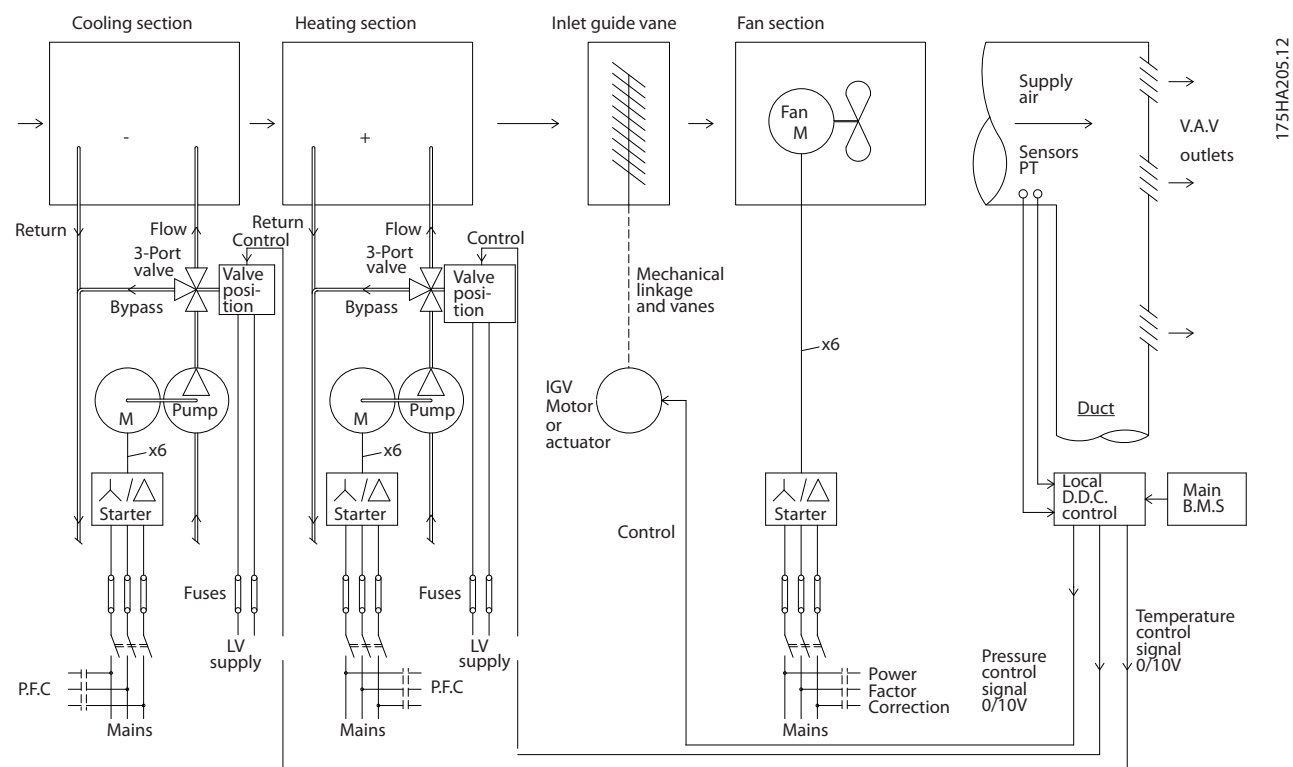 Cooling section
Heating section
Inlet guide vane
Fan section
175HA205.12
-
+
Fan
M
Supply
air
V.A.V
outlets
Sensors
PT
Return
Flow
Return
Control
Flow
Control
3-Port
valve
Valve
posi-
tion
Bypass
3-Port
valve
Valve
posi-
tion
Bypass
Mechanical
linkage
and vanes
x6
M
Pump
M
Pump
IGV
Motor
or
actuator
Duct
x6
x6
Starter
Starter
Starter
Local
D.D.C.
control
Main
B.M.S
Control
Fuses
Fuses
LV
supply
LV
supply
Temperature
control
signal
0/10V
Pressure
control
signal
0/10V
P.F.C
P.F.C
Power
Factor
Correction
Mains
Mains
Mains